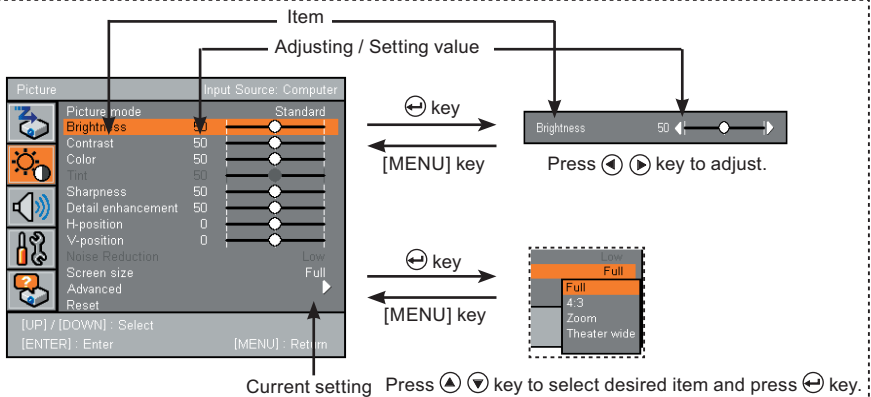 Item
Adjusting / Setting value
Picture Input Source: Computer
Picture mode Standard
Brightness 50
Contrast 50
Color 50
Tint 50
Sharpness 50
Detail enhancement 50
H-position 0
V-position 0
Noise Reduction Low
Screen size Full
Advanced
Reset
[UP] / [DOWN] : Select
[ENTER] : Enter [MENU] : Return
key
[MENU] key
Brightness 50
Press key to adjust.
key
[MENU] key
Low
Full
Full
4:3
Zoom
Theater wide
Current setting
Press key to select desired item and press key.